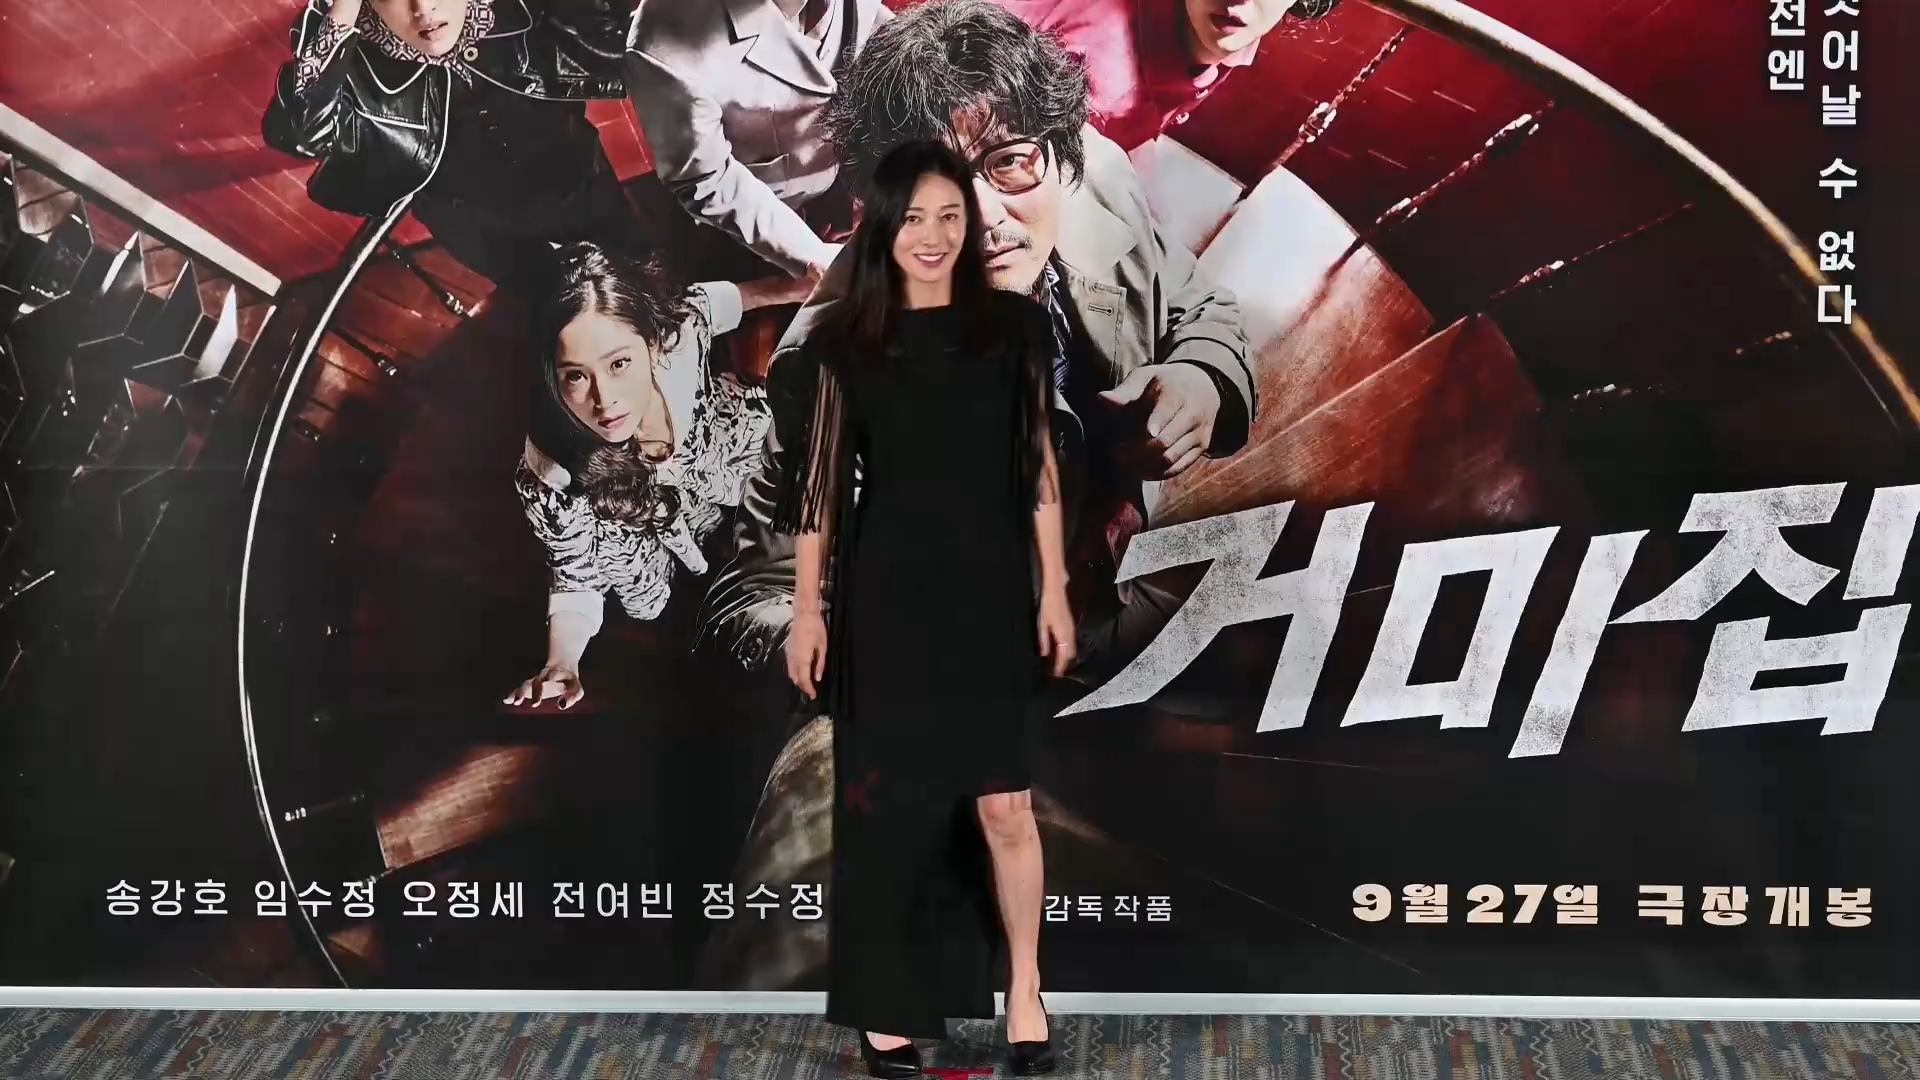 전엔
벗어날 수 없다
거미집
송강호 임수정 오정세 전여빈 정수정
감독 작품
9월 27일 극장개봉